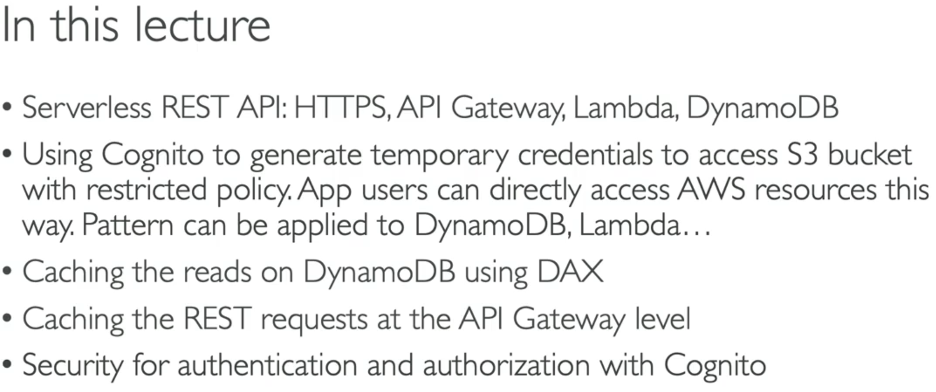 In this lecture
• Serverless REST API: HTTPS, API Gateway, Lambda, DynamoDB
• Using Cognito to generate temporary credentials to access S3 bucket
with restricted policy. App users can directly access AWS resources this
way. Pattern can be applied to DynamoDB, Lambda…
• Caching the reads on DynamoDB using DAX
• Caching the REST requests at the API Gateway level
• Security for authentication and authorization with Cognito